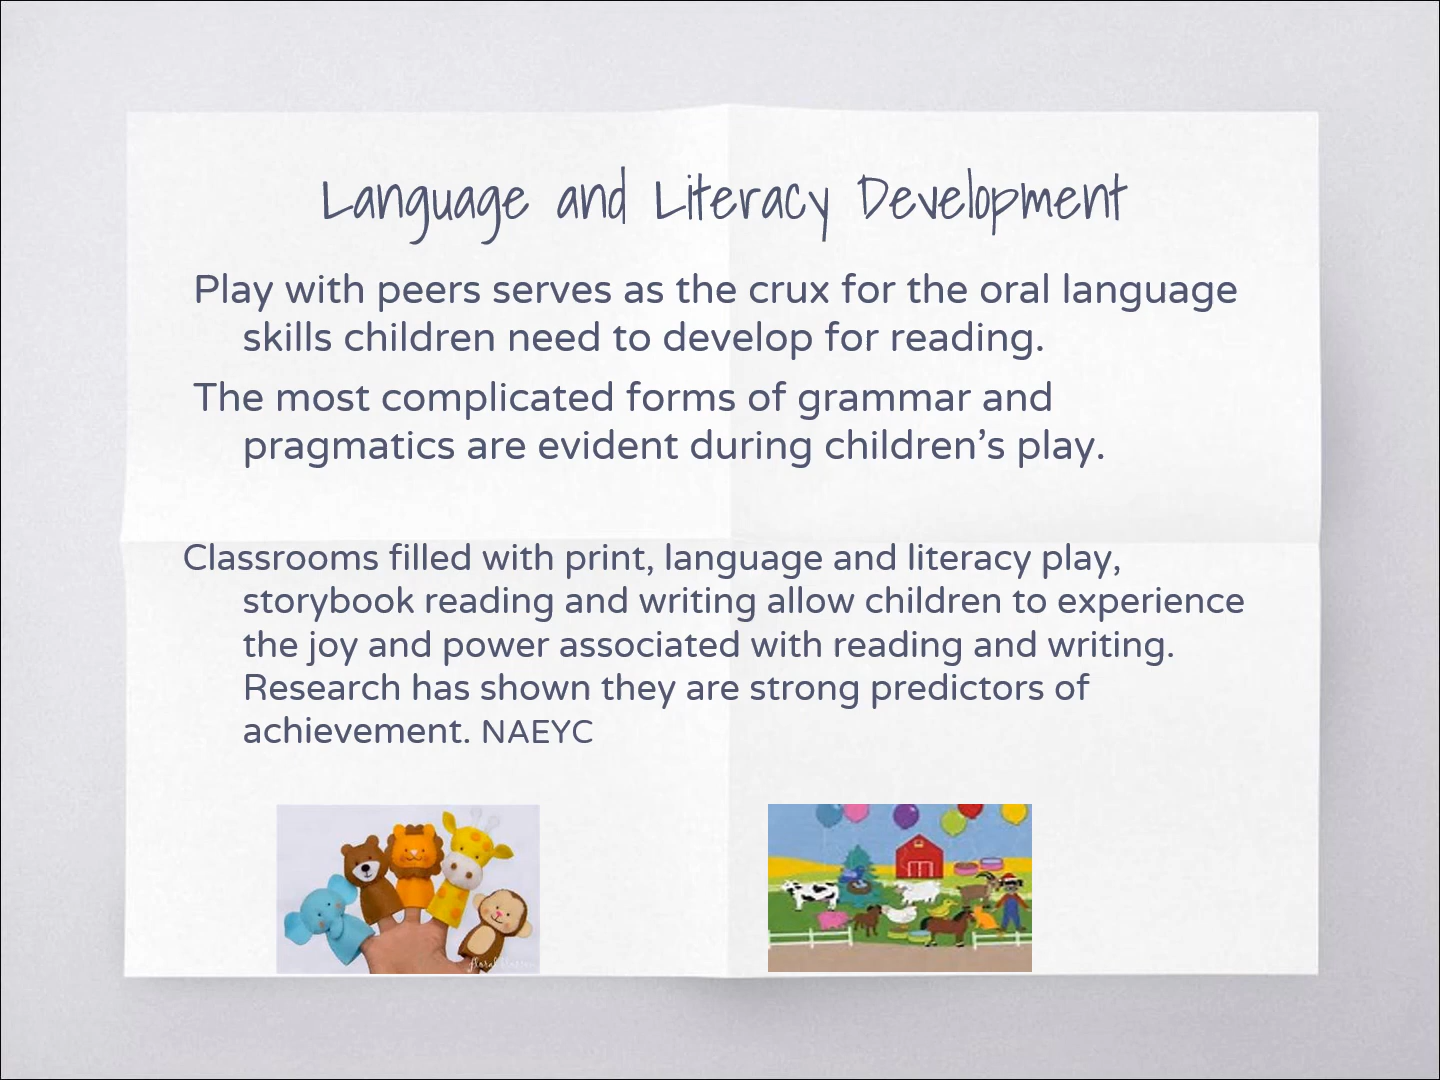 Language and Literacy Development
Play with peers serves as the crux for the oral language
skills children need to develop for reading.
The most complicated forms of grammar and
pragmatics are evident during children’s play.
Classrooms filled with print, language and literacy play,
storybook reading and writing allow children to experience
the joy and power associated with reading and writing.
Research has shown they are strong predictors of
achievement. NAEYC